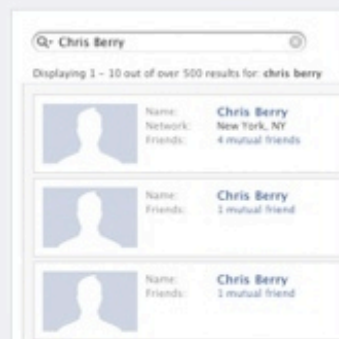 Chris Berry
Displaying 1 – 10 out of over 500 results for: chris berry
Name: Chris Berry
Network: New York, NY
Friends: 4 mutual friends
Name: Chris Berry
Friends: 1 mutual friend
Name: Chris Berry
Friends: 1 mutual friend